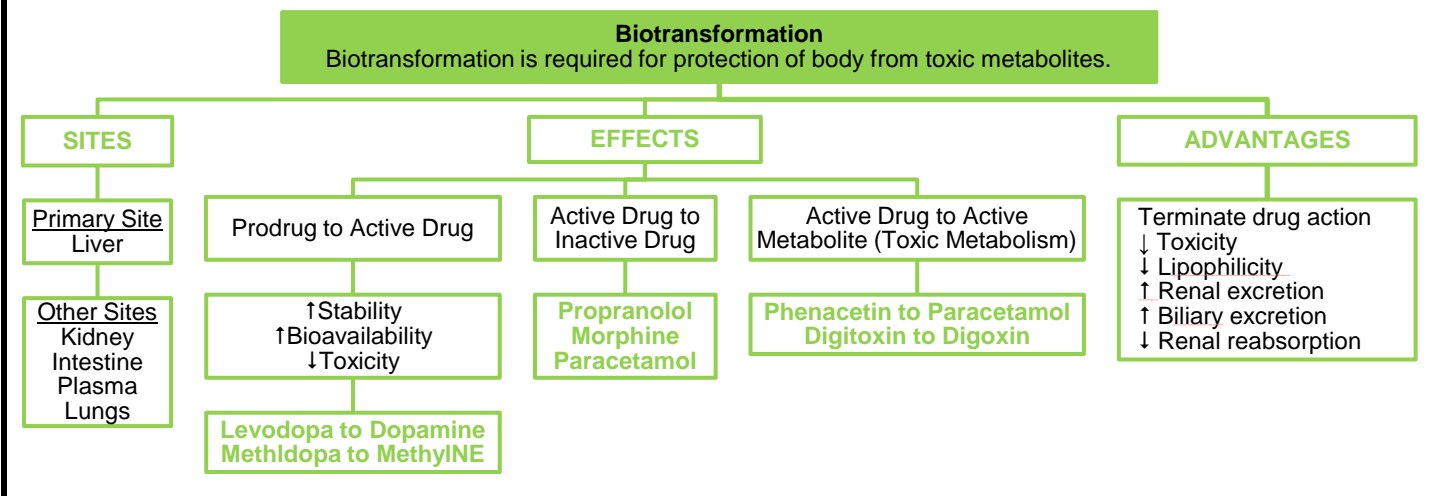 Biotransformation
Biotransformation is required for protection of body from toxic metabolites.
SITES
Primary Site
Liver
Other Sites
Kidney
Intestine
Plasma
Lungs
EFFECTS
Prodrug to Active Drug
↑Stability
↑Bioavailability
↓Toxicity
Levodopa to Dopamine
Methldopa to MethylNE
Active Drug to
Inactive Drug
Propranolol
Morphine
Paracetamol
Active Drug to Active
Metabolite (Toxic Metabolism)
Phenacetin to Paracetamol
Digitoxin to Digoxin
ADVANTAGES
Terminate drug action
↓ Toxicity
↓ Lipophilicity
↑ Renal excretion
↑ Biliary excretion
↓ Renal reabsorption